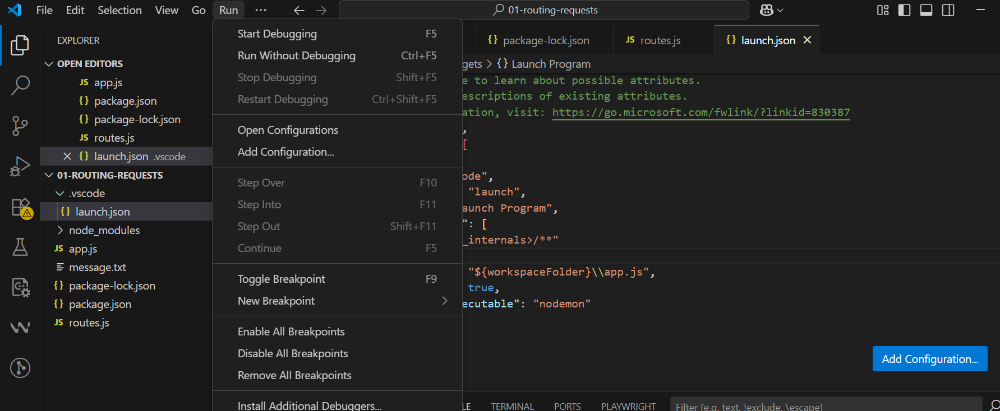 File Edit Selection View Go Run ...
01-routing-requests
EXPLORER
OPEN EDITORS
JS app.js
{} package.json
{} package-lock.json
JS routes.js
{} launch.json .vscode
01-ROUTING-REQUESTS
.vscode
{} launch.json
node_modules
JS app.js
message.txt
{} package-lock.json
{} package.json
JS routes.js
Start Debugging F5
Run Without Debugging Ctrl+F5
Stop Debugging Shift+F5
Restart Debugging Ctrl+Shift+F5
Open Configurations
Add Configuration...
Step Over F10
Step Into F11
Step Out Shift+F11
Continue F5
Toggle Breakpoint F9
New Breakpoint
Enable All Breakpoints
Disable All Breakpoints
Remove All Breakpoints
Install Additional Debuggers...
{} package-lock.json
JS routes.js
{} launch.json
gets > {} Launch Program
e to learn about possible attributes.
escriptions of existing attributes.
ation, visit: https://go.microsoft.com/fwlink/?linkid=830387
,
[
ode",
"launch",
aunch Program",
": [
_internals>/**"
"${workspaceFolder}\\app.js",
true,
ecutable": "nodemon"
Add Configuration...
LE TERMINAL PORTS PLAYWRIGHT
Filter (e.g. text, !exclude, \escape)